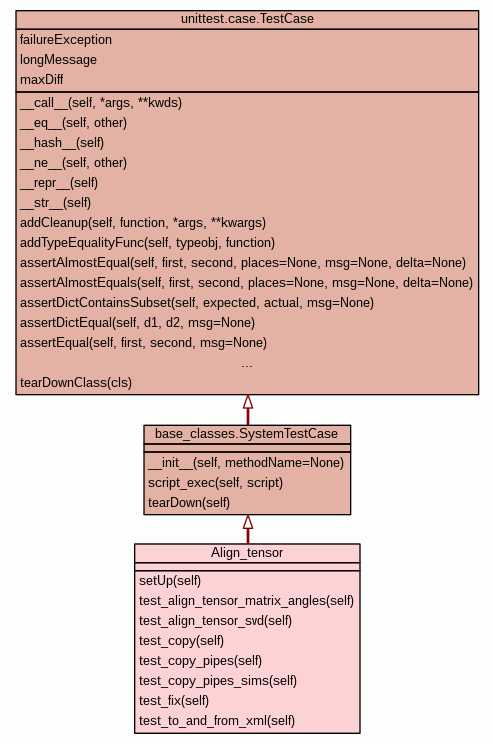 unittest.case.TestCase
failureException
longMessage
maxDiff
__call__(self, *args, **kwds)
__eq__(self, other)
__hash__(self)
__ne__(self, other)
__repr__(self)
__str__(self)
addCleanup(self, function, *args, **kwargs)
addTypeEqualityFunc(self, typeobj, function)
assertAlmostEqual(self, first, second, places=None, msg=None, delta=None)
assertAlmostEquals(self, first, second, places=None, msg=None, delta=None)
assertDictContainsSubset(self, expected, actual, msg=None)
assertDictEqual(self, d1, d2, msg=None)
assertEqual(self, first, second, msg=None)
...
tearDownClass(cls)
base_classes.SystemTestCase
__init__(self, methodName=None)
script_exec(self, script)
tearDown(self)
Align_tensor
setUp(self)
test_align_tensor_matrix_angles(self)
test_align_tensor_svd(self)
test_copy(self)
test_copy_pipes(self)
test_copy_pipes_sims(self)
test_fix(self)
test_to_and_from_xml(self)